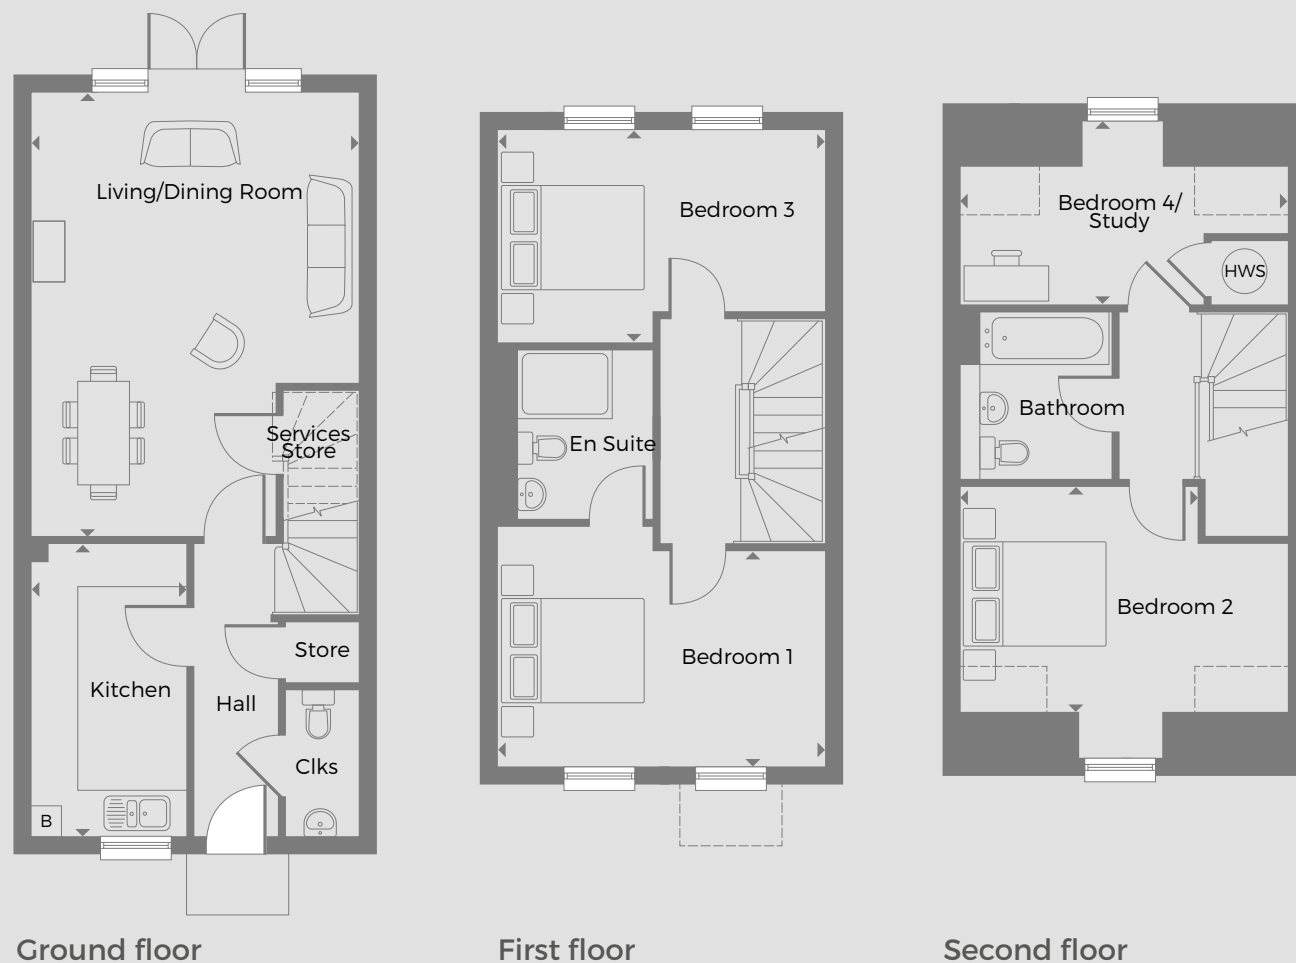 Living/Dining Room
Services
Store
Store
Kitchen
Hall
Clks
B
Ground floor
Bedroom 3
En Suite
Bedroom 1
First floor
Bedroom 4/
Study
HWS
Bathroom
Bedroom 2
Second floor